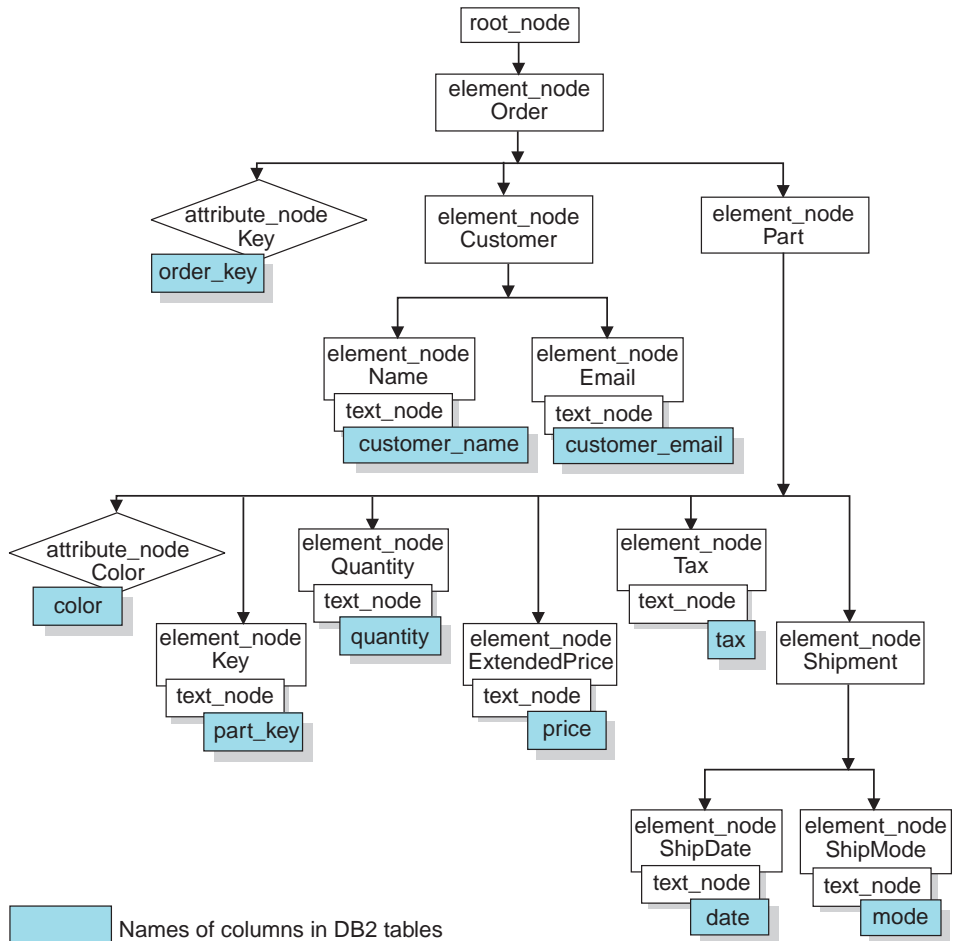 root_node
element_node
Order
attribute_node
Key
order_key
element_node
Customer
element_node
Part
element_node
Name
text_node
customer_name
element_node
Email
text_node
customer_email
attribute_node
Color
color
element_node
Key
text_node
part_key
element_node
Quantity
text_node
quantity
element_node
ExtendedPrice
text_node
price
element_node
Tax
text_node
tax
element_node
Shipment
element_node
ShipDate
text_node
date
element_node
ShipMode
text_node
mode
Names of columns in DB2 tables